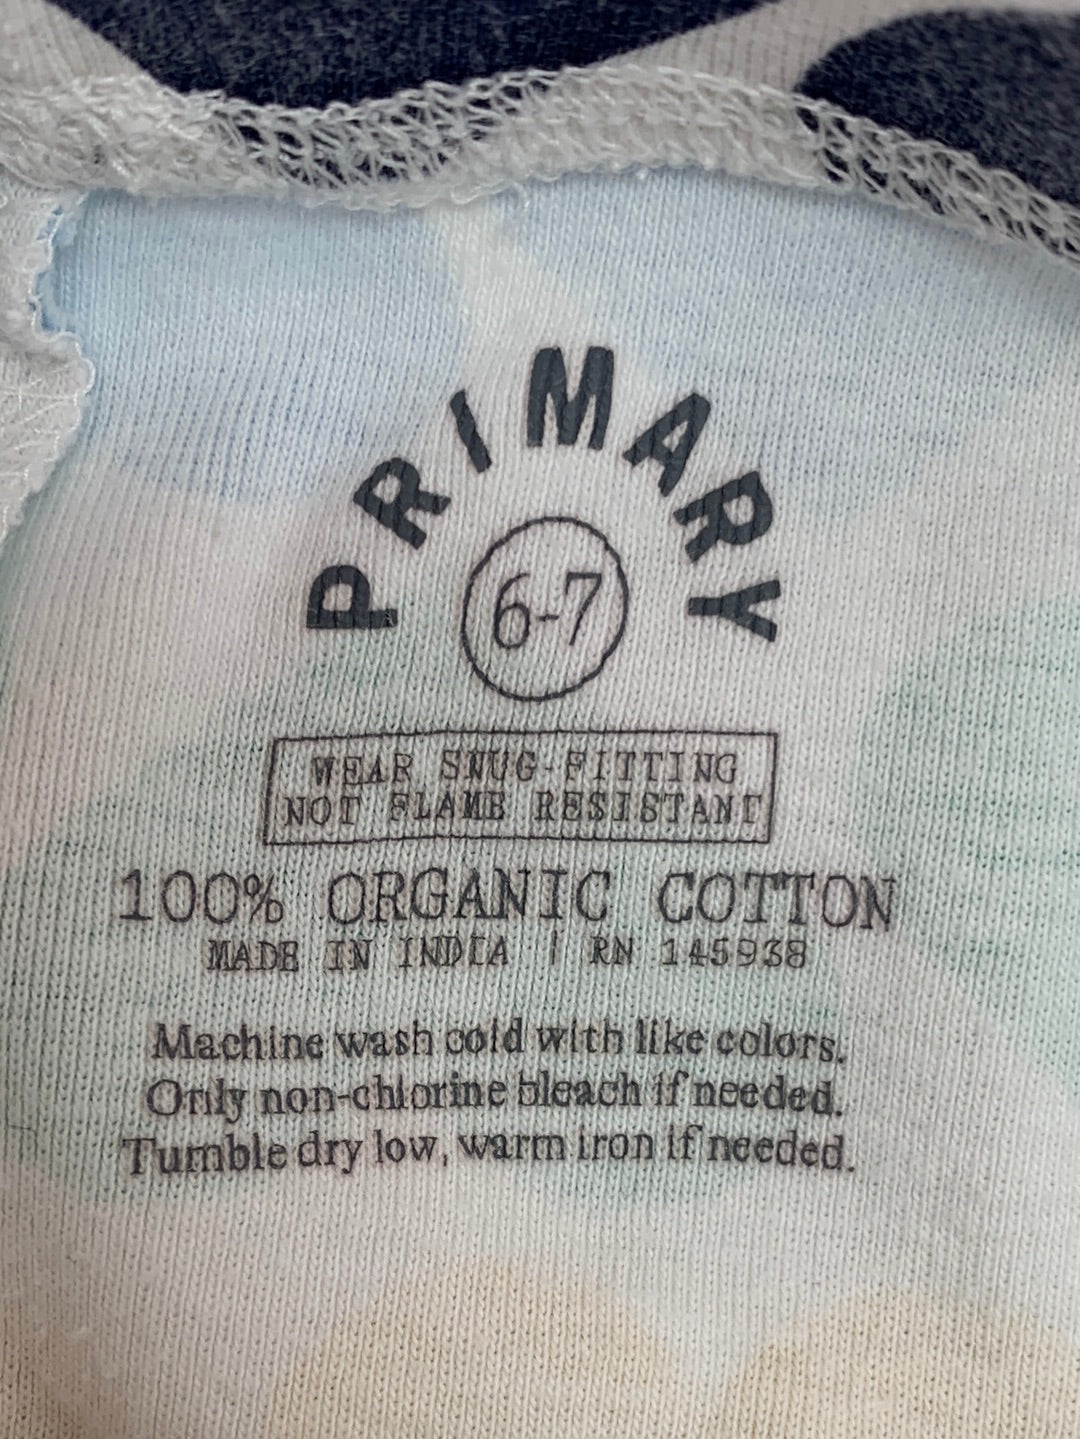 PRIMARY
6-7
WEAR SNUG-FITTING
NOT FLAME RESISTANT
100% ORGANIC COTTON
MADE IN INDIA | RN 145938
Machine wash cold with like colors.
Only non-chlorine bleach if needed.
Tumble dry low, warm iron if needed.